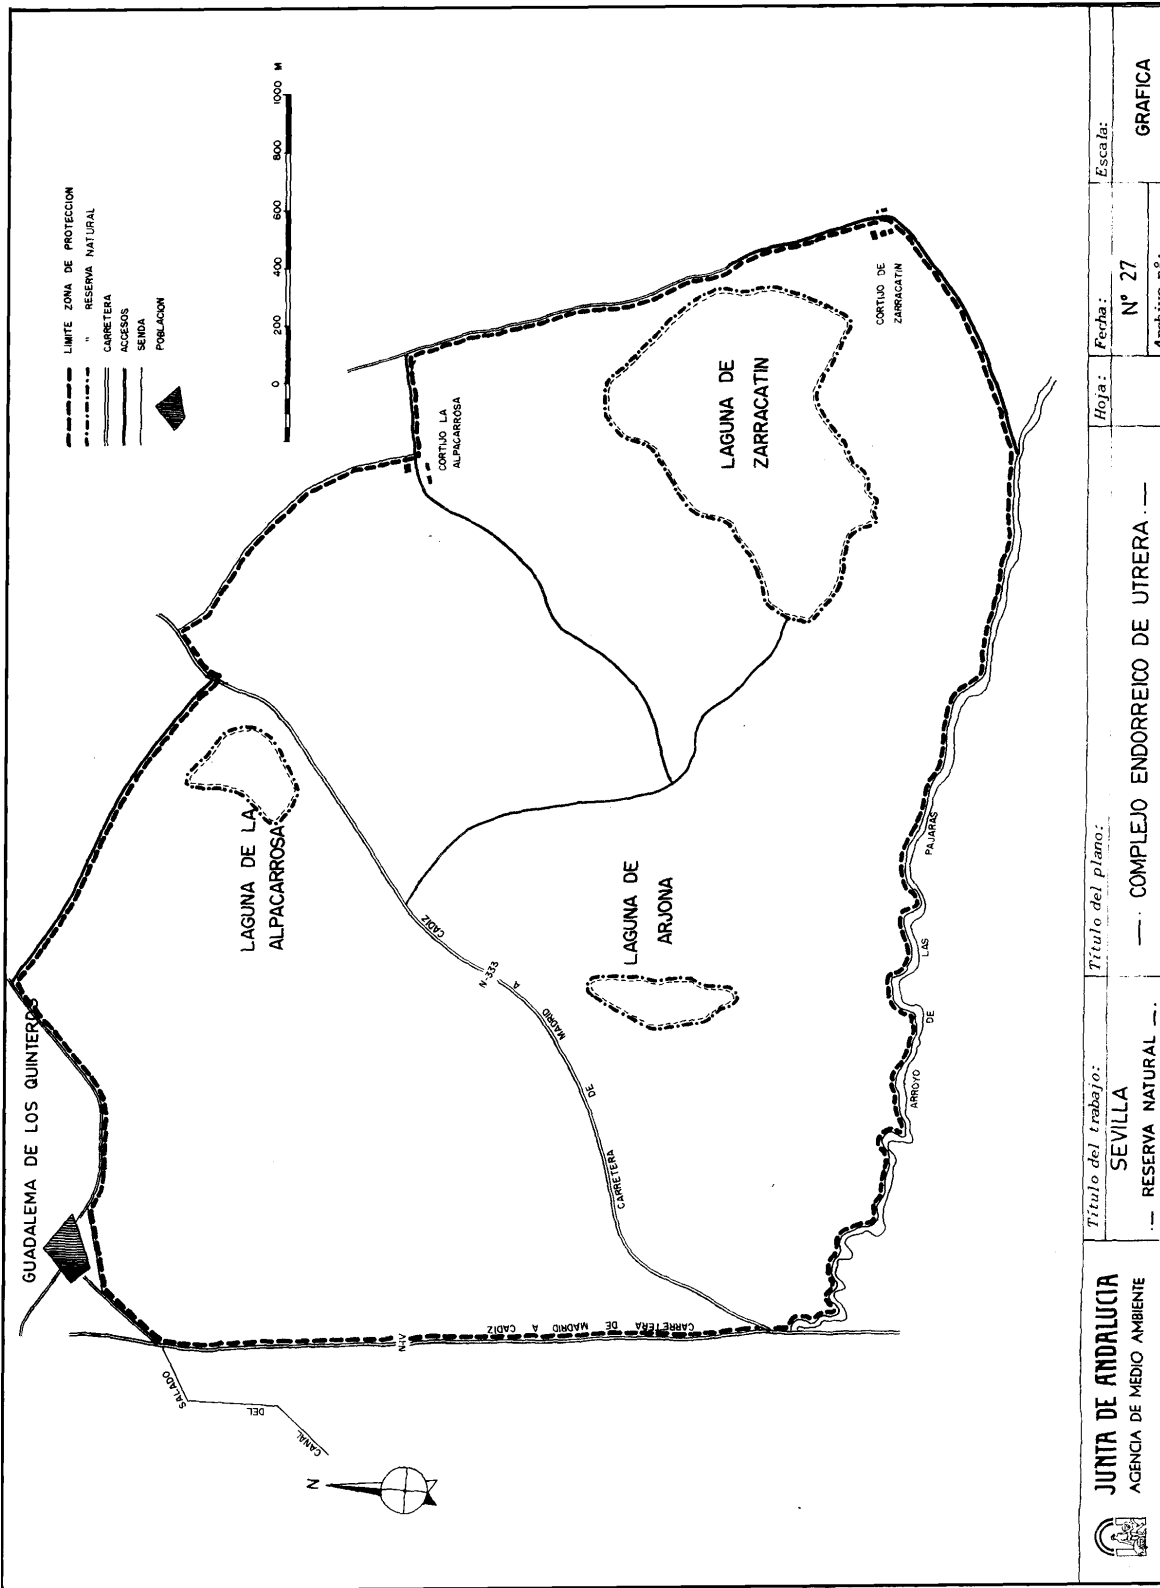 LIMITE ZONA DE PROTECCION
" RESERVA NATURAL
CARRETERA
ACCESOS
SENDA
POBLACION
0 200 400 600 800 1000 M
GUADALEMA DE LOS QUINTEROS
CORTIJO LA
ALPACARROSA
LAGUNA DE LA
ALPACARROSA
LAGUNA DE
ZARRACATIN
CORTIJO DE
ZARRACATIN
LAGUNA DE
ARJONA
CARRETERA DE MADRID A CADIZ
N-333
CARRETERA DE MADRID A CADIZ
N-IV
CANAL DEL SALADO
ARROYO DE LAS PAJARAS
N
JUNTA DE ANDALUCIA
AGENCIA DE MEDIO AMBIENTE
Título del trabajo:
SEVILLA
.— RESERVA NATURAL —.
Título del plano:
—. COMPLEJO ENDORREICO DE UTRERA .—
Hoja:
Fecha:
Nº 27
Escala:
GRAFICA